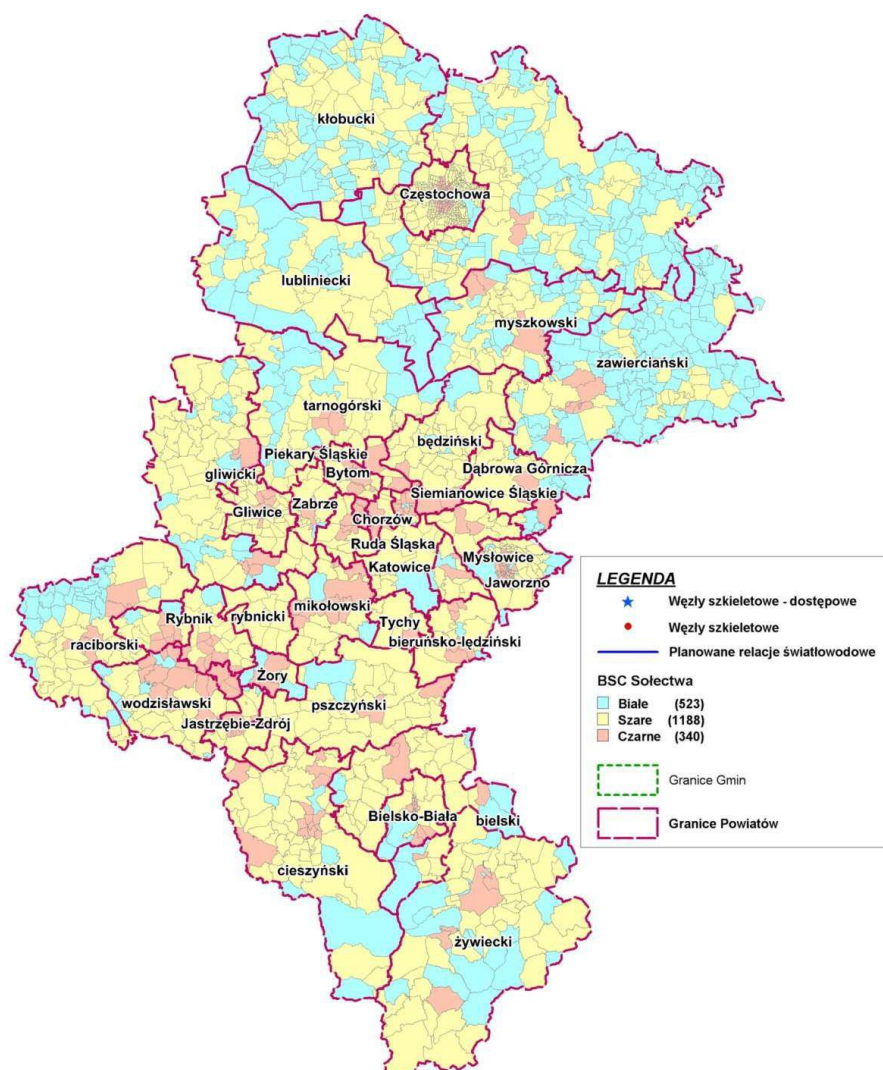 kłobucki
Częstochowa
lubliniecki
myszkowski
zawierciański
tarnogórski
będziński
Piekary Śląskie
Bytom
Dąbrowa Górnicza
gliwicki
Siemianowice Śląskie
Gliwice
Zabrze
Chorzów
Ruda Śląska
Mysłowice
Katowice
Jaworzno
mikołowski
Rybnik
rybnicki
Tychy
raciborski
bieruńsko-lędziński
Żory
wodzisławski
pszczyński
Jastrzębie-Zdrój
Bielsko-Biała
bielski
cieszyński
żywiecki
LEGENDA
Węzły szkieletowe - dostępowe
Węzły szkieletowe
Planowane relacje światłowodowe
BSC Sołectwa
Białe (523)
Szare (1188)
Czarne (340)
Granice Gmin
Granice Powiatów